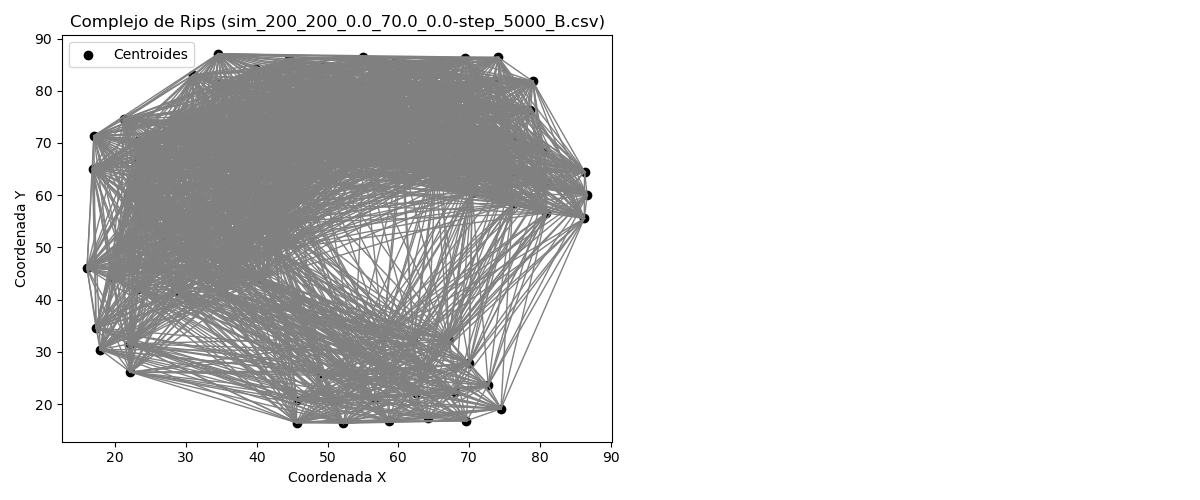 Complejo de Rips (sim_200_200_0.0_70.0_0.0-step_5000_B.csv)
Centroides
90
80
70
60
50
40
30
20
Coordenada Y
20 30 40 50 60 70 80 90
Coordenada X